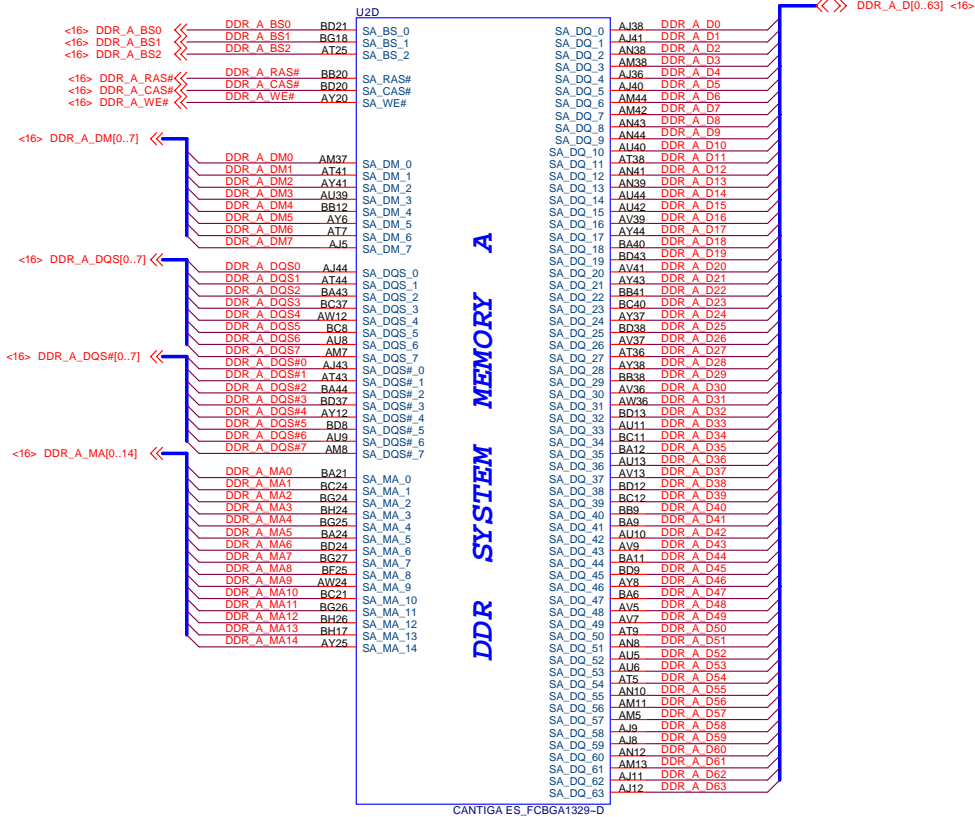 U2D
<16> DDR_A_BS0 DDR_A_BS0 BD21 SA_BS_0
<16> DDR_A_BS1 DDR_A_BS1 BG18 SA_BS_1
<16> DDR_A_BS2 DDR_A_BS2 AT25 SA_BS_2
<16> DDR_A_RAS# DDR_A_RAS# BB20 SA_RAS#
<16> DDR_A_CAS# DDR_A_CAS# BD20 SA_CAS#
<16> DDR_A_WE# DDR_A_WE# AY20 SA_WE#
<16> DDR_A_DM[0..7]
DDR_A_DM0 AM37 SA_DM_0
DDR_A_DM1 AT41 SA_DM_1
DDR_A_DM2 AY41 SA_DM_2
DDR_A_DM3 AU39 SA_DM_3
DDR_A_DM4 BB12 SA_DM_4
DDR_A_DM5 AY6 SA_DM_5
DDR_A_DM6 AT7 SA_DM_6
DDR_A_DM7 AJ5 SA_DM_7
<16> DDR_A_DQS[0..7]
DDR_A_DQS0 AJ44 SA_DQS_0
DDR_A_DQS1 AT44 SA_DQS_1
DDR_A_DQS2 BA43 SA_DQS_2
DDR_A_DQS3 BC37 SA_DQS_3
DDR_A_DQS4 AW12 SA_DQS_4
DDR_A_DQS5 BC8 SA_DQS_5
DDR_A_DQS6 AU8 SA_DQS_6
DDR_A_DQS7 AM7 SA_DQS_7
<16> DDR_A_DQS#[0..7]
DDR_A_DQS#0 AJ43 SA_DQS#_0
DDR_A_DQS#1 AT43 SA_DQS#_1
DDR_A_DQS#2 BA44 SA_DQS#_2
DDR_A_DQS#3 BD37 SA_DQS#_3
DDR_A_DQS#4 AY12 SA_DQS#_4
DDR_A_DQS#5 BD8 SA_DQS#_5
DDR_A_DQS#6 AU9 SA_DQS#_6
DDR_A_DQS#7 AM8 SA_DQS#_7
<16> DDR_A_MA[0..14]
DDR_A_MA0 BA21 SA_MA_0
DDR_A_MA1 BC24 SA_MA_1
DDR_A_MA2 BG24 SA_MA_2
DDR_A_MA3 BH24 SA_MA_3
DDR_A_MA4 BG25 SA_MA_4
DDR_A_MA5 BA24 SA_MA_5
DDR_A_MA6 BD24 SA_MA_6
DDR_A_MA7 BG27 SA_MA_7
DDR_A_MA8 BF25 SA_MA_8
DDR_A_MA9 AW24 SA_MA_9
DDR_A_MA10 BC21 SA_MA_10
DDR_A_MA11 BG26 SA_MA_11
DDR_A_MA12 BH26 SA_MA_12
DDR_A_MA13 BH17 SA_MA_13
DDR_A_MA14 AY25 SA_MA_14
DDR SYSTEM MEMORY A
DDR_A_D[0..63] <16>
SA_DQ_0 AJ38 DDR_A_D0
SA_DQ_1 AJ41 DDR_A_D1
SA_DQ_2 AN38 DDR_A_D2
SA_DQ_3 AM38 DDR_A_D3
SA_DQ_4 AJ36 DDR_A_D4
SA_DQ_5 AJ40 DDR_A_D5
SA_DQ_6 AM44 DDR_A_D6
SA_DQ_7 AM42 DDR_A_D7
SA_DQ_8 AN43 DDR_A_D8
SA_DQ_9 AN44 DDR_A_D9
SA_DQ_10 AU40 DDR_A_D10
SA_DQ_11 AT38 DDR_A_D11
SA_DQ_12 AN41 DDR_A_D12
SA_DQ_13 AN39 DDR_A_D13
SA_DQ_14 AU44 DDR_A_D14
SA_DQ_15 AU42 DDR_A_D15
SA_DQ_16 AV39 DDR_A_D16
SA_DQ_17 AY44 DDR_A_D17
SA_DQ_18 BA40 DDR_A_D18
SA_DQ_19 BD43 DDR_A_D19
SA_DQ_20 AV41 DDR_A_D20
SA_DQ_21 AY43 DDR_A_D21
SA_DQ_22 BB41 DDR_A_D22
SA_DQ_23 BC40 DDR_A_D23
SA_DQ_24 AY37 DDR_A_D24
SA_DQ_25 BD38 DDR_A_D25
SA_DQ_26 AV37 DDR_A_D26
SA_DQ_27 AT36 DDR_A_D27
SA_DQ_28 AY38 DDR_A_D28
SA_DQ_29 BB38 DDR_A_D29
SA_DQ_30 AV36 DDR_A_D30
SA_DQ_31 AW36 DDR_A_D31
SA_DQ_32 BD13 DDR_A_D32
SA_DQ_33 AU11 DDR_A_D33
SA_DQ_34 BC11 DDR_A_D34
SA_DQ_35 BA12 DDR_A_D35
SA_DQ_36 AU13 DDR_A_D36
SA_DQ_37 AV13 DDR_A_D37
SA_DQ_38 BD12 DDR_A_D38
SA_DQ_39 BC12 DDR_A_D39
SA_DQ_40 BB9 DDR_A_D40
SA_DQ_41 BA9 DDR_A_D41
SA_DQ_42 AU10 DDR_A_D42
SA_DQ_43 AV9 DDR_A_D43
SA_DQ_44 BA11 DDR_A_D44
SA_DQ_45 BD9 DDR_A_D45
SA_DQ_46 AY8 DDR_A_D46
SA_DQ_47 BA6 DDR_A_D47
SA_DQ_48 AV5 DDR_A_D48
SA_DQ_49 AV7 DDR_A_D49
SA_DQ_50 AT9 DDR_A_D50
SA_DQ_51 AN8 DDR_A_D51
SA_DQ_52 AU5 DDR_A_D52
SA_DQ_53 AU6 DDR_A_D53
SA_DQ_54 AT5 DDR_A_D54
SA_DQ_55 AN10 DDR_A_D55
SA_DQ_56 AM11 DDR_A_D56
SA_DQ_57 AM5 DDR_A_D57
SA_DQ_58 AJ9 DDR_A_D58
SA_DQ_59 AJ8 DDR_A_D59
SA_DQ_60 AN12 DDR_A_D60
SA_DQ_61 AM13 DDR_A_D61
SA_DQ_62 AJ11 DDR_A_D62
SA_DQ_63 AJ12 DDR_A_D63
CANTIGA ES_FCBGA1329~D